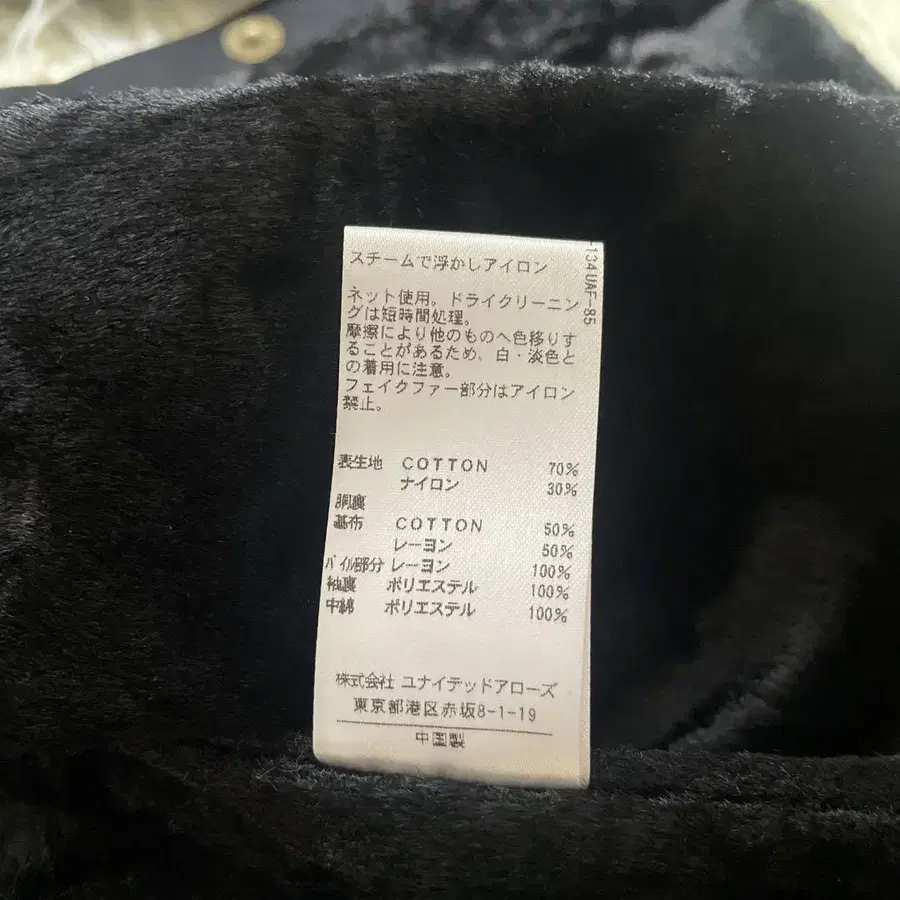 スチームで浮かしアイロン
ネット使用。ドライクリーニン
グは短時間処理。
摩擦により他のものへ色移りす
ることがあるため、白・淡色と
の着用に注意。
フェイクファー部分はアイロン
禁止。
表生地 COTTON 70%
ナイロン 30%
胴裏
基布 COTTON 50%
レーヨン 50%
パイル部分 レーヨン 100%
袖裏 ポリエステル 100%
中綿 ポリエステル 100%
株式会社 ユナイテッドアローズ
東京都港区赤坂8-1-19
中国製
-134UAF-85